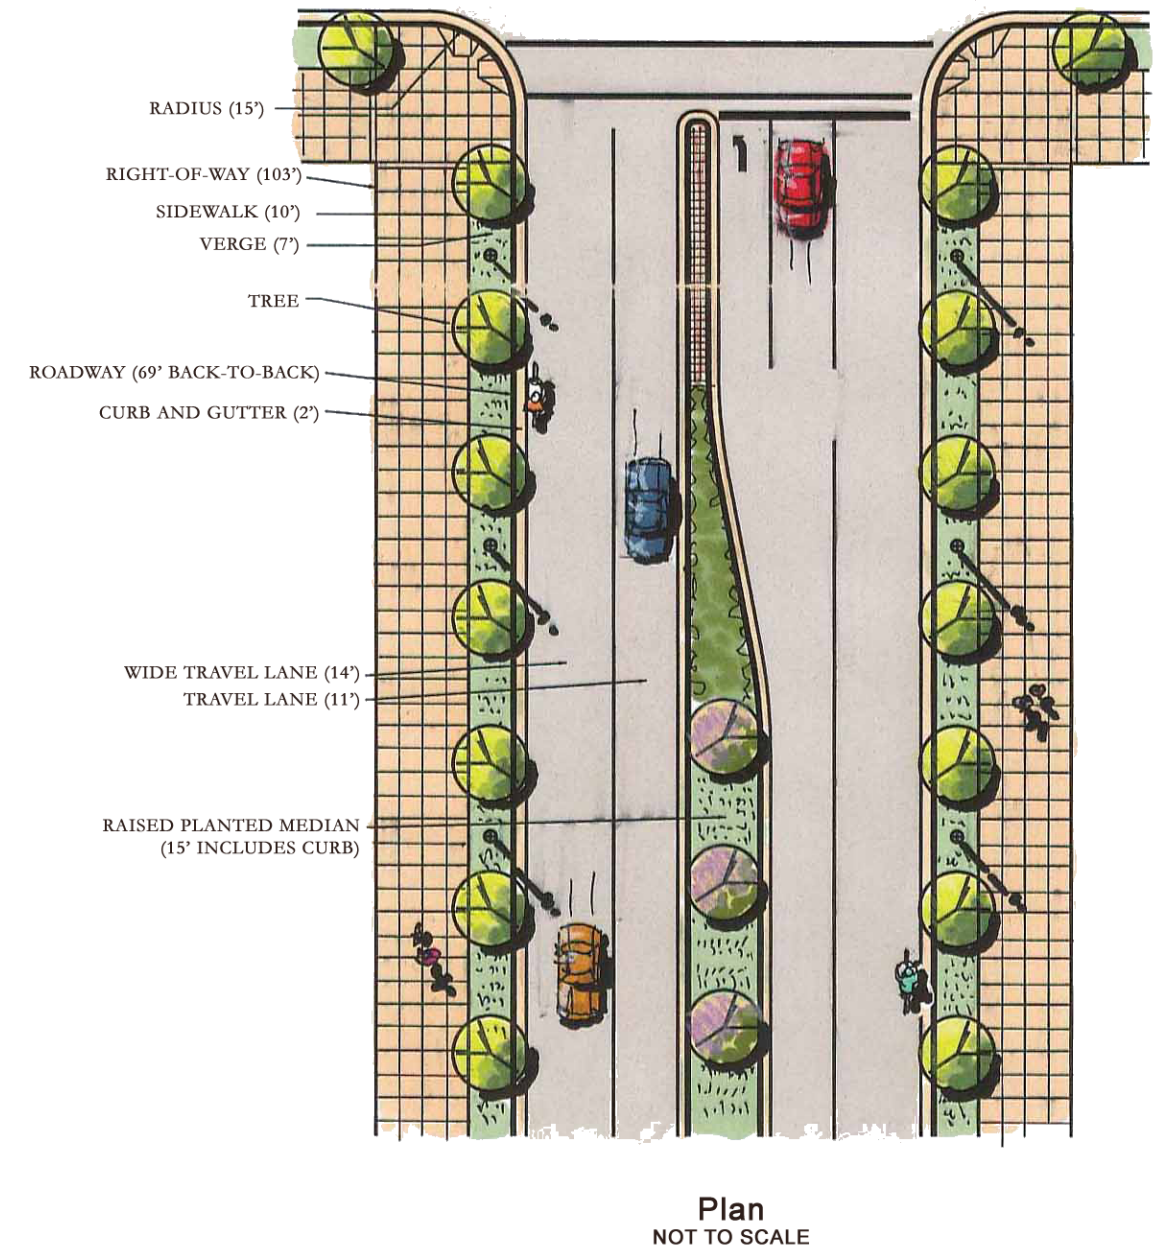 RADIUS (15')
RIGHT-OF-WAY (103')
SIDEWALK (10')
VERGE (7')
TREE
ROADWAY (69' BACK-TO-BACK)
CURB AND GUTTER (2')
WIDE TRAVEL LANE (14')
TRAVEL LANE (11')
RAISED PLANTED MEDIAN
(15' INCLUDES CURB)
Plan
NOT TO SCALE